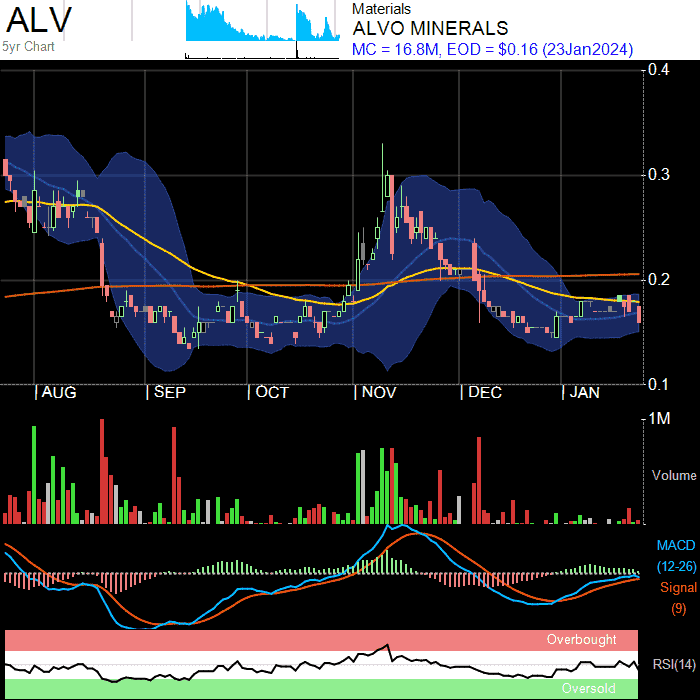 ALV
5yr Chart
Materials
ALVO MINERALS
MC = 16.8M, EOD = $0.16 (23Jan2024)
0.4
0.3
0.2
0.1
AUG SEP OCT NOV DEC JAN
1M
Volume
MACD
(12-26)
Signal
(9)
Overbought
RSI(14)
Oversold